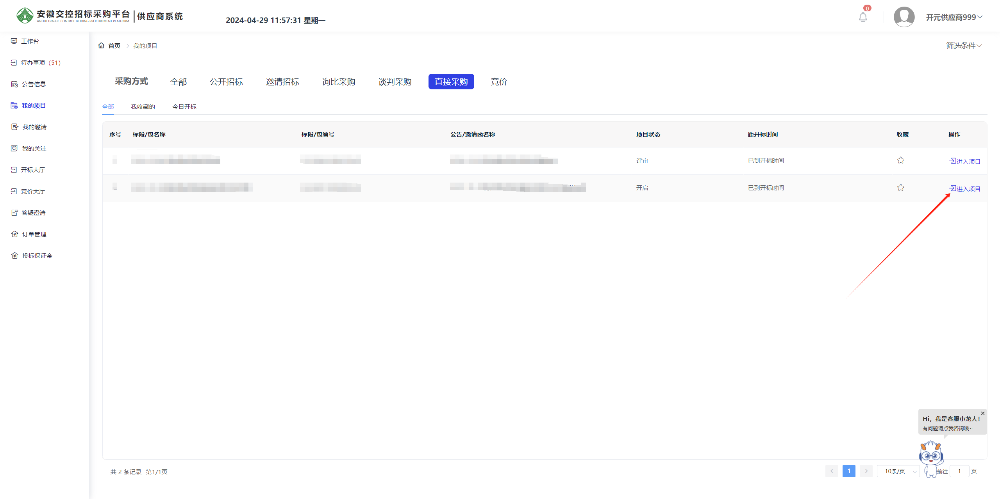 安徽交控招标采购平台 | 供应商系统
ANHUI TRAFFIC CONTROL BIDDING PROCUREMENT PLATFORM
2024-04-29 11:57:31 星期一
0
开元供应商999
工作台
待办事项（51）
公告信息
我的项目
我的邀请
我的关注
开标大厅
竞价大厅
答疑澄清
订单管理
投标保证金
首页 > 我的项目
筛选条件
采购方式 全部 公开招标 邀请招标 询比采购 谈判采购 直接采购 竞价
全部 我收藏的 今日开标
序号 标段/包名称 标段/包编号 公告/邀请函名称 项目状态 距开标时间 收藏 操作
评审 已到开标时间 进入项目
开启 已到开标时间 进入项目
Hi，我是客服小龙人！
有问题请点我咨询哦~
共 2 条记录 第1/1页
1 10条/页 前往 1 页